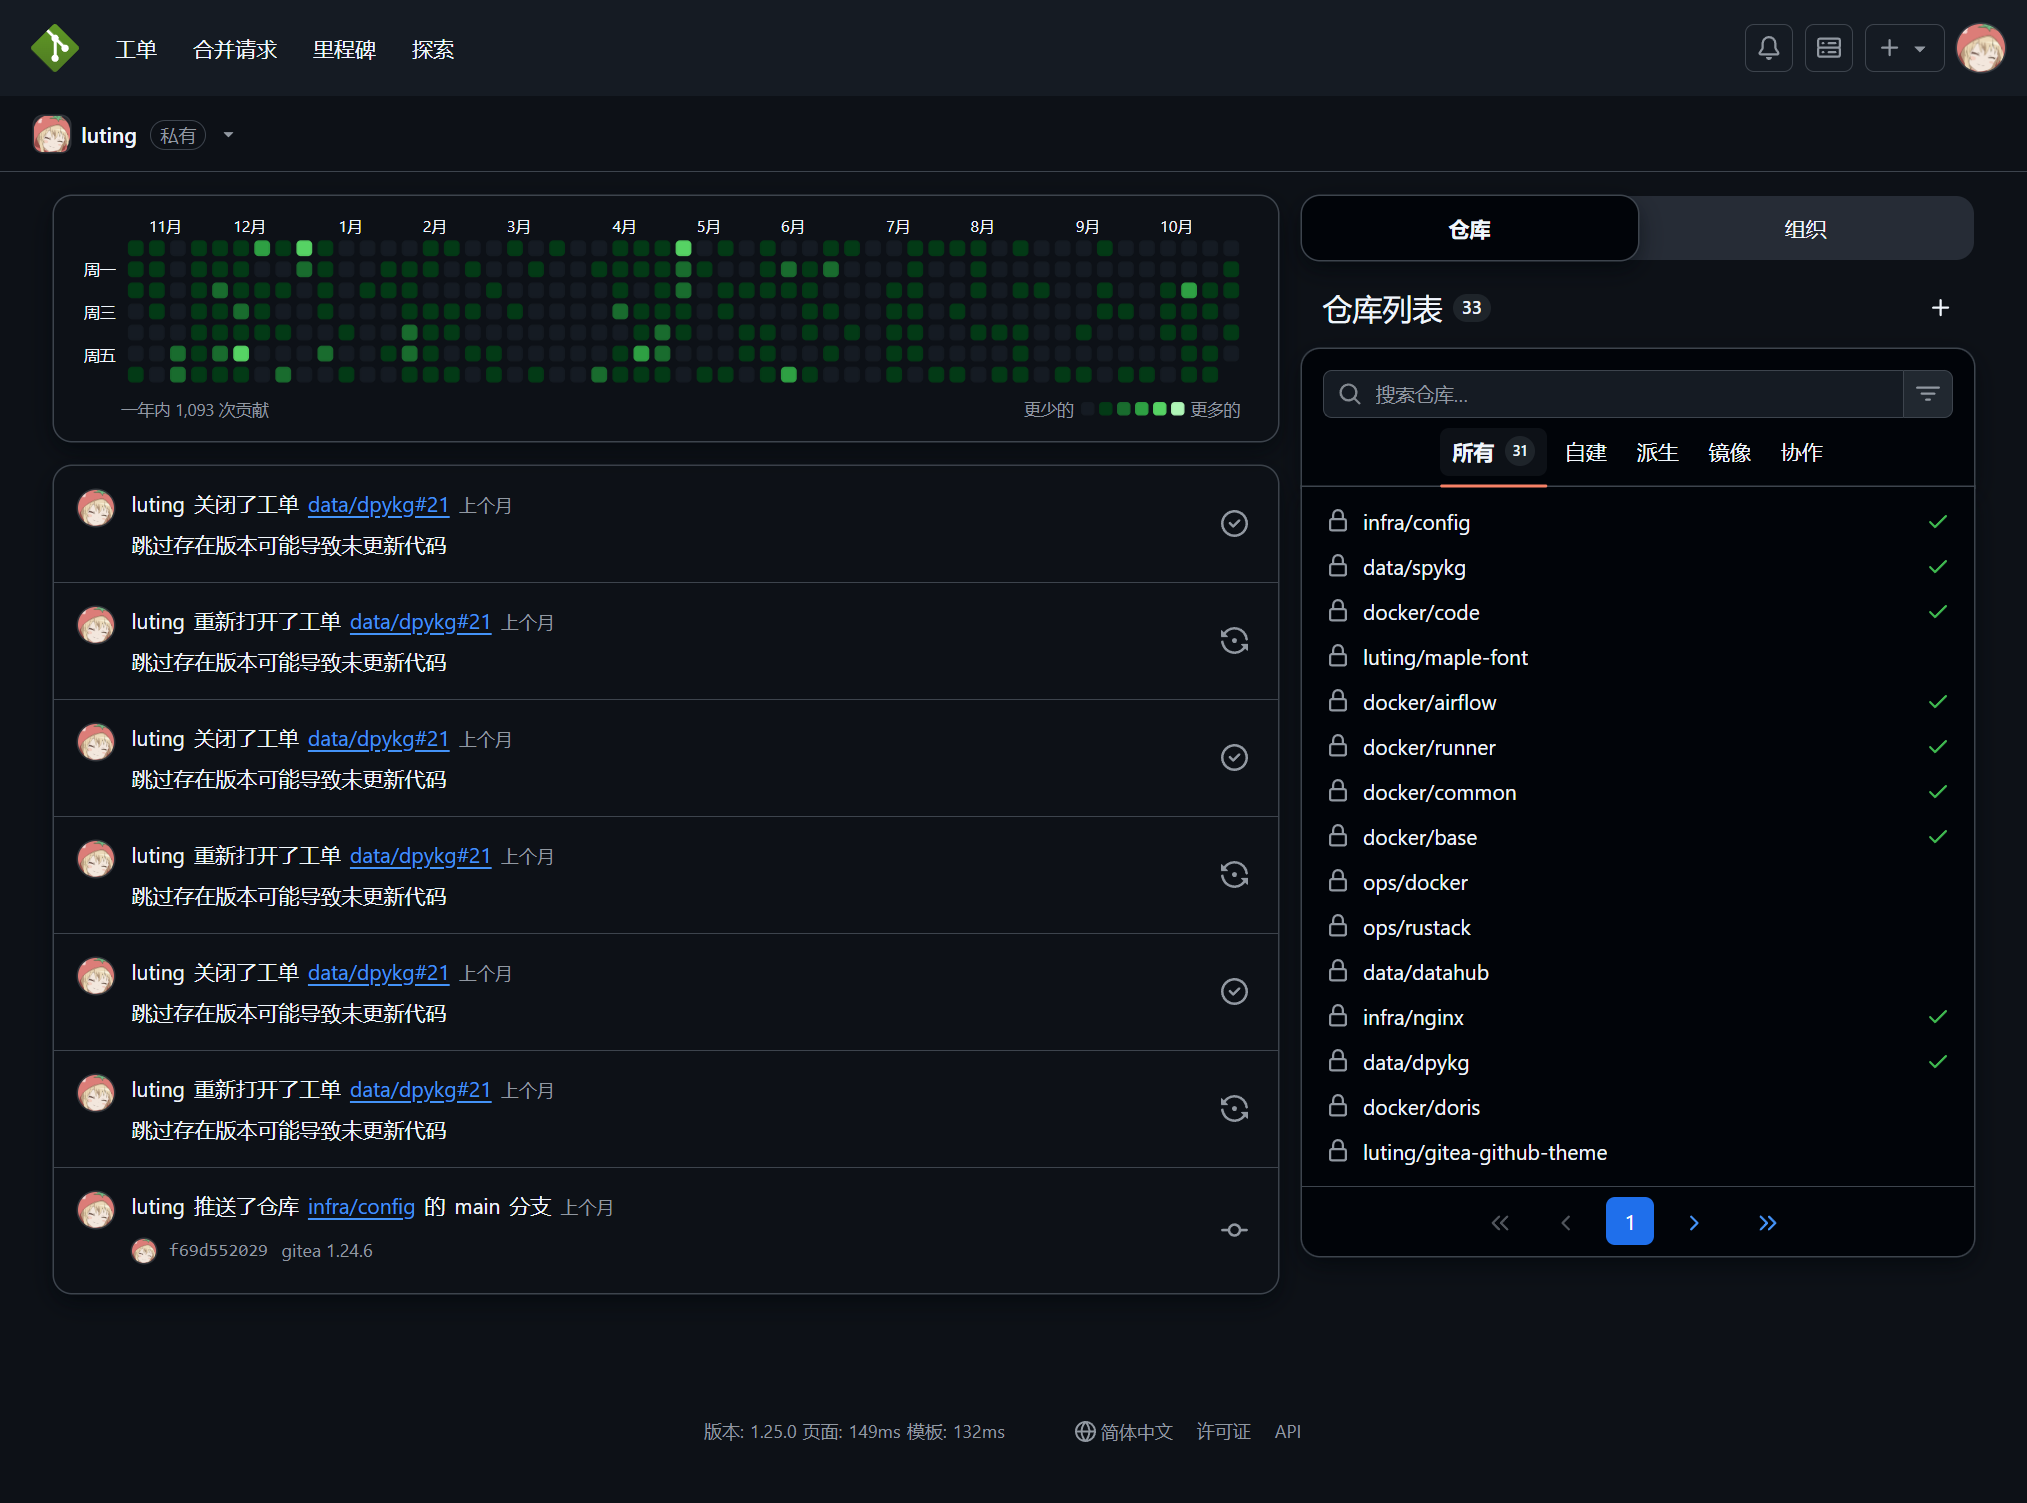 工单 合并请求 里程碑 探索
luting 私有
11月 12月 1月 2月 3月 4月 5月 6月 7月 8月 9月 10月
周一
周三
周五
一年内 1,093 次贡献 更少的 更多的
luting 关闭了工单 data/dpykg#21 上个月
跳过存在版本可能导致未更新代码
luting 重新打开了工单 data/dpykg#21 上个月
跳过存在版本可能导致未更新代码
luting 关闭了工单 data/dpykg#21 上个月
跳过存在版本可能导致未更新代码
luting 重新打开了工单 data/dpykg#21 上个月
跳过存在版本可能导致未更新代码
luting 关闭了工单 data/dpykg#21 上个月
跳过存在版本可能导致未更新代码
luting 重新打开了工单 data/dpykg#21 上个月
跳过存在版本可能导致未更新代码
luting 推送了仓库 infra/config 的 main 分支 上个月
f69d552029 gitea 1.24.6
仓库 组织
仓库列表 33
搜索仓库...
所有 31 自建 派生 镜像 协作
infra/config
data/spykg
docker/code
luting/maple-font
docker/airflow
docker/runner
docker/common
docker/base
ops/docker
ops/rustack
data/datahub
infra/nginx
data/dpykg
docker/doris
luting/gitea-github-theme
1
版本: 1.25.0 页面: 149ms 模板: 132ms 简体中文 许可证 API